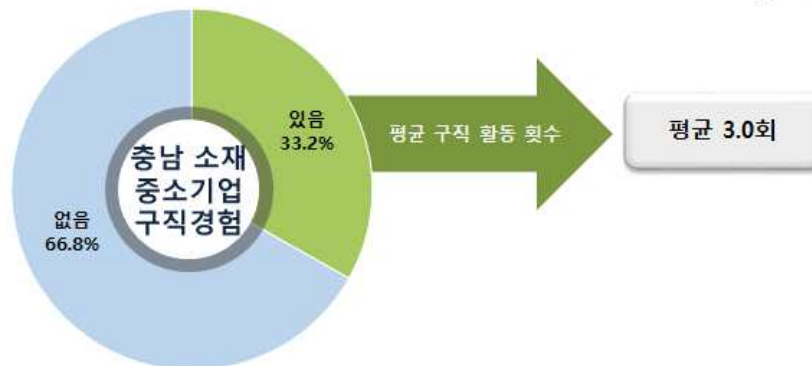 있음
33.2%
충남 소재
중소기업
구직경험
없음
66.8%
평균 구직 활동 횟수
평균 3.0회